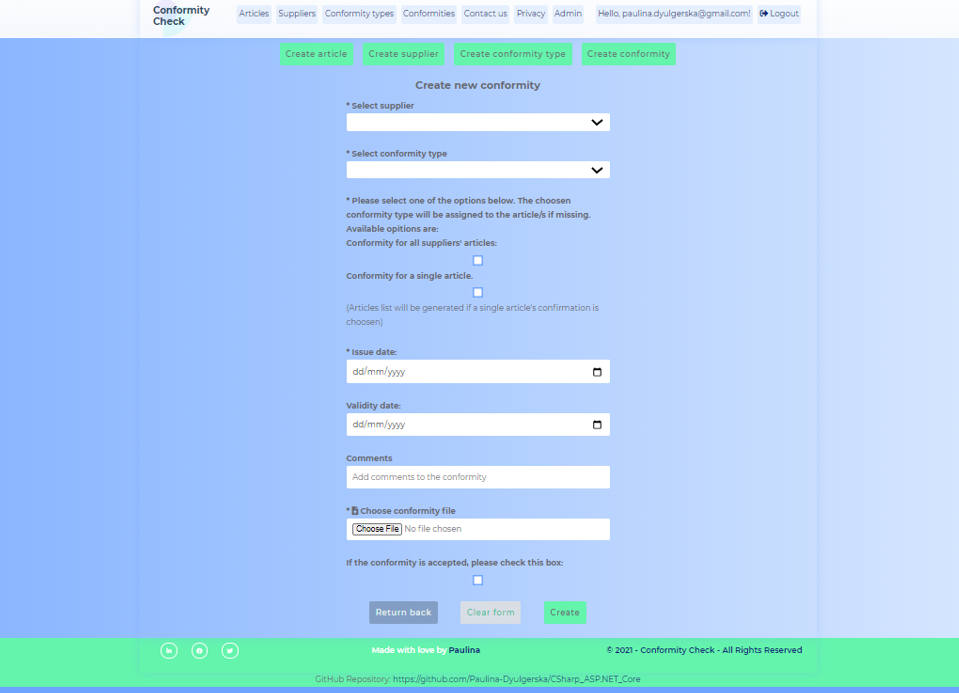 Conformity
Check
Articles Suppliers Conformity types Conformities Contact us Privacy Admin Hello, paulina.dyulgerska@gmail.com! Logout
Create article Create supplier Create conformity type Create conformity
Create new conformity
* Select supplier
* Select conformity type
* Please select one of the options below. The choosen
conformity type will be assigned to the article/s if missing.
Available opitions are:
Conformity for all suppliers' articles:
Conformity for a single article.
(Articles list will be generated if a single article's confirmation is
choosen)
* Issue date:
dd/mm/yyyy
Validity date:
dd/mm/yyyy
Comments
Add comments to the conformity
* Choose conformity file
Choose File No file chosen
If the conformity is accepted, please check this box:
Return back Clear form Create
Made with love by Paulina
© 2021 - Conformity Check - All Rights Reserved
GitHub Repository: https://github.com/Paulina-Dyulgerska/CSharp_ASP.NET_Core